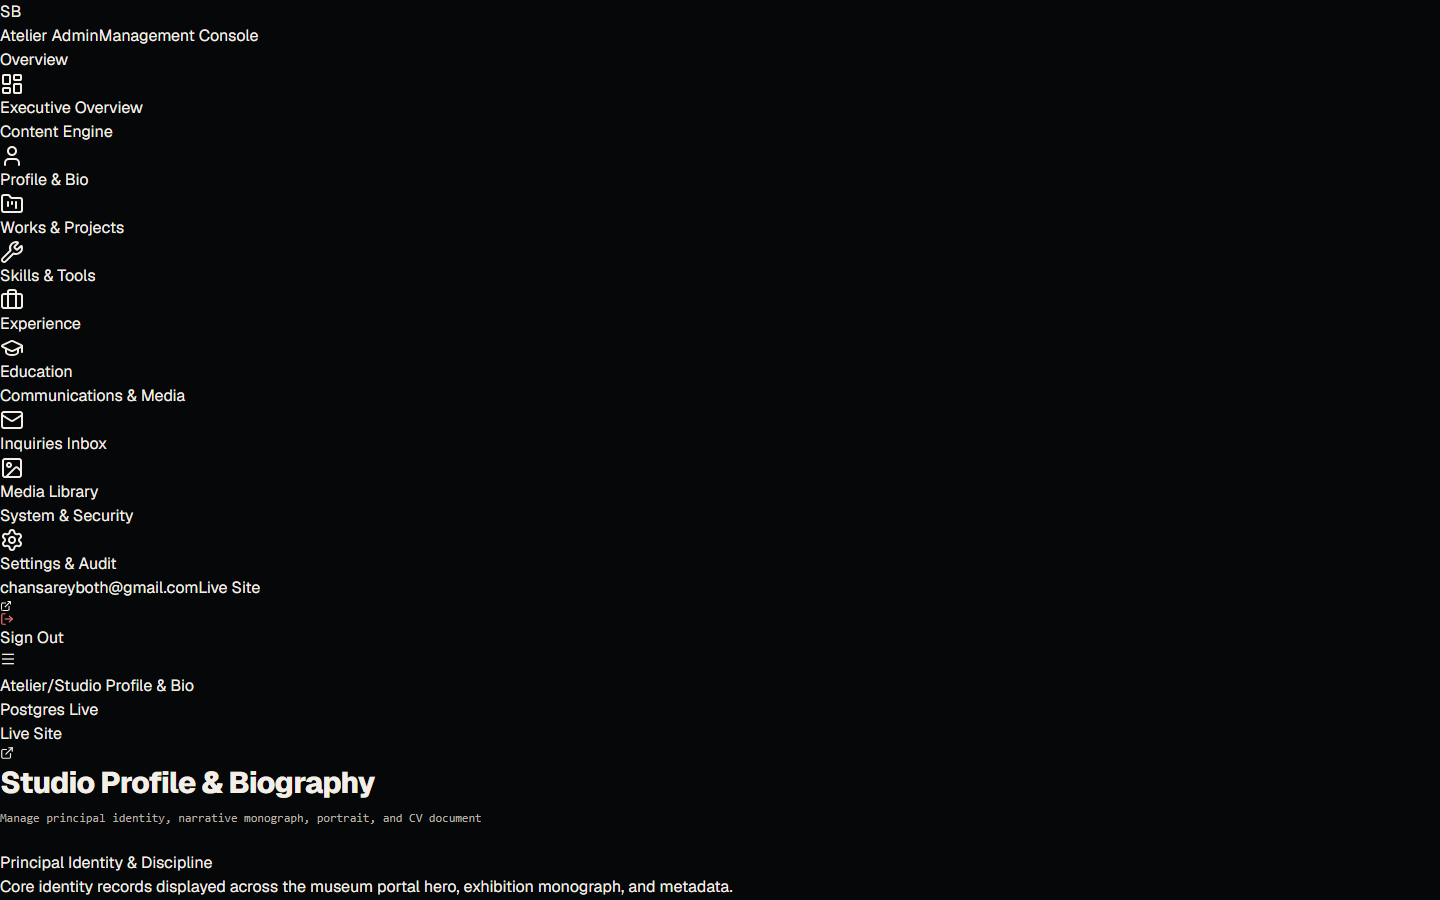 SB
Atelier AdminManagement Console
Overview
Executive Overview
Content Engine
Profile & Bio
Works & Projects
Skills & Tools
Experience
Education
Communications & Media
Inquiries Inbox
Media Library
System & Security
Settings & Audit
chansareyboth@gmail.comLive Site
Sign Out
Atelier/Studio Profile & Bio
Postgres Live
Live Site
Studio Profile & Biography
Manage principal identity, narrative monograph, portrait, and CV document
Principal Identity & Discipline
Core identity records displayed across the museum portal hero, exhibition monograph, and metadata.